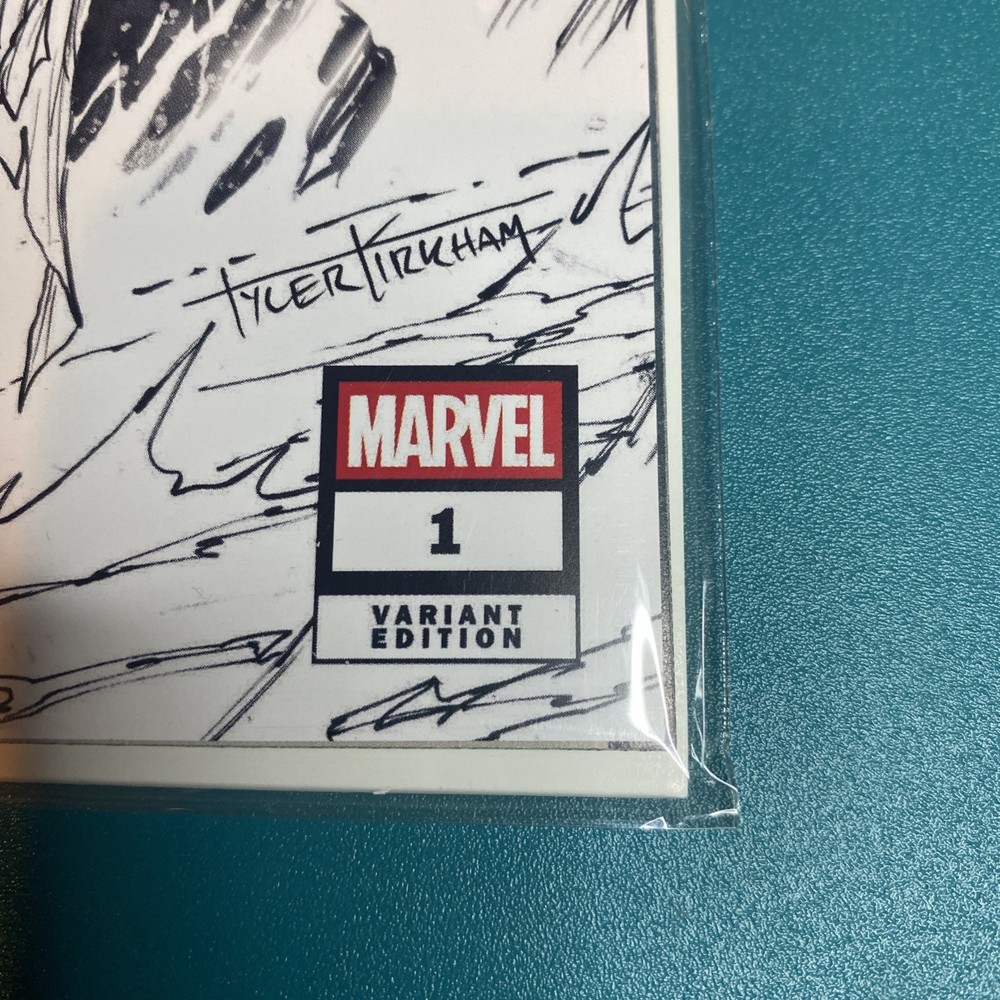 TYLER KIRKHAM
MARVEL
1
VARIANT
EDITION